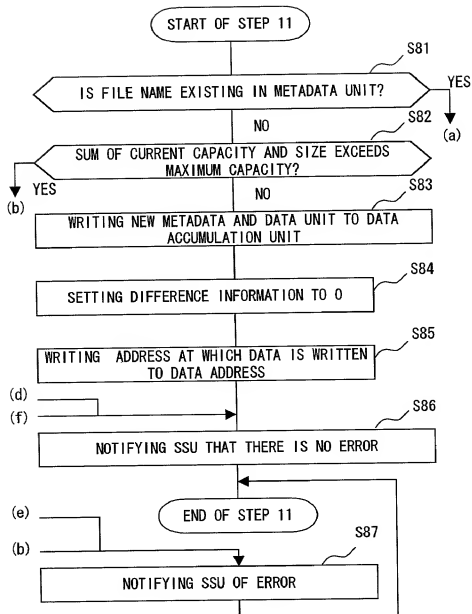 START OF STEP 11
S81
IS FILE NAME EXISTING IN METADATA UNIT?
YES
(a)
NO
S82
SUM OF CURRENT CAPACITY AND SIZE EXCEEDS
MAXIMUM CAPACITY?
YES
(b)
NO
S83
WRITING NEW METADATA AND DATA UNIT TO DATA
ACCUMULATION UNIT
S84
SETTING DIFFERENCE INFORMATION TO 0
S85
WRITING ADDRESS AT WHICH DATA IS WRITTEN
TO DATA ADDRESS
(d)
(f)
S86
NOTIFYING SSU THAT THERE IS NO ERROR
END OF STEP 11
(e)
(b)
S87
NOTIFYING SSU OF ERROR